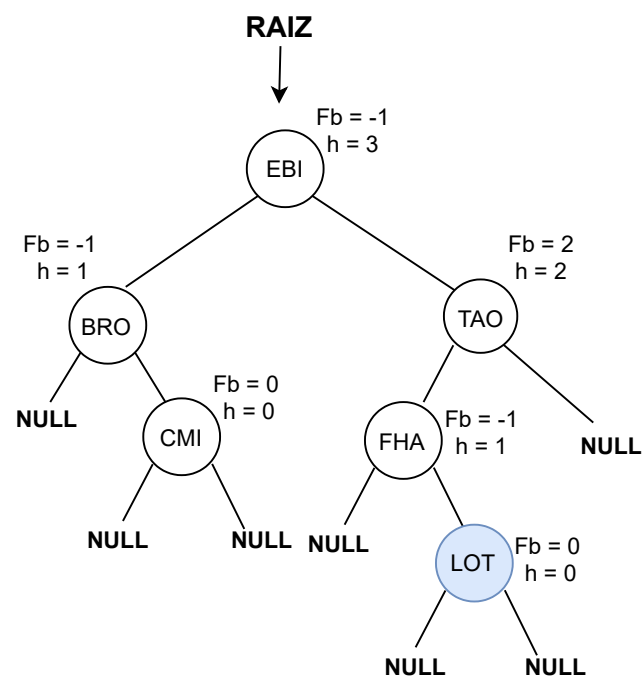 RAIZ
Fb = -1
h = 3
EBI
Fb = -1
h = 1
BRO
Fb = 2
h = 2
TAO
NULL
Fb = 0
h = 0
CMI
Fb = -1
h = 1
FHA
NULL
NULL
NULL
NULL
Fb = 0
h = 0
LOT
NULL
NULL